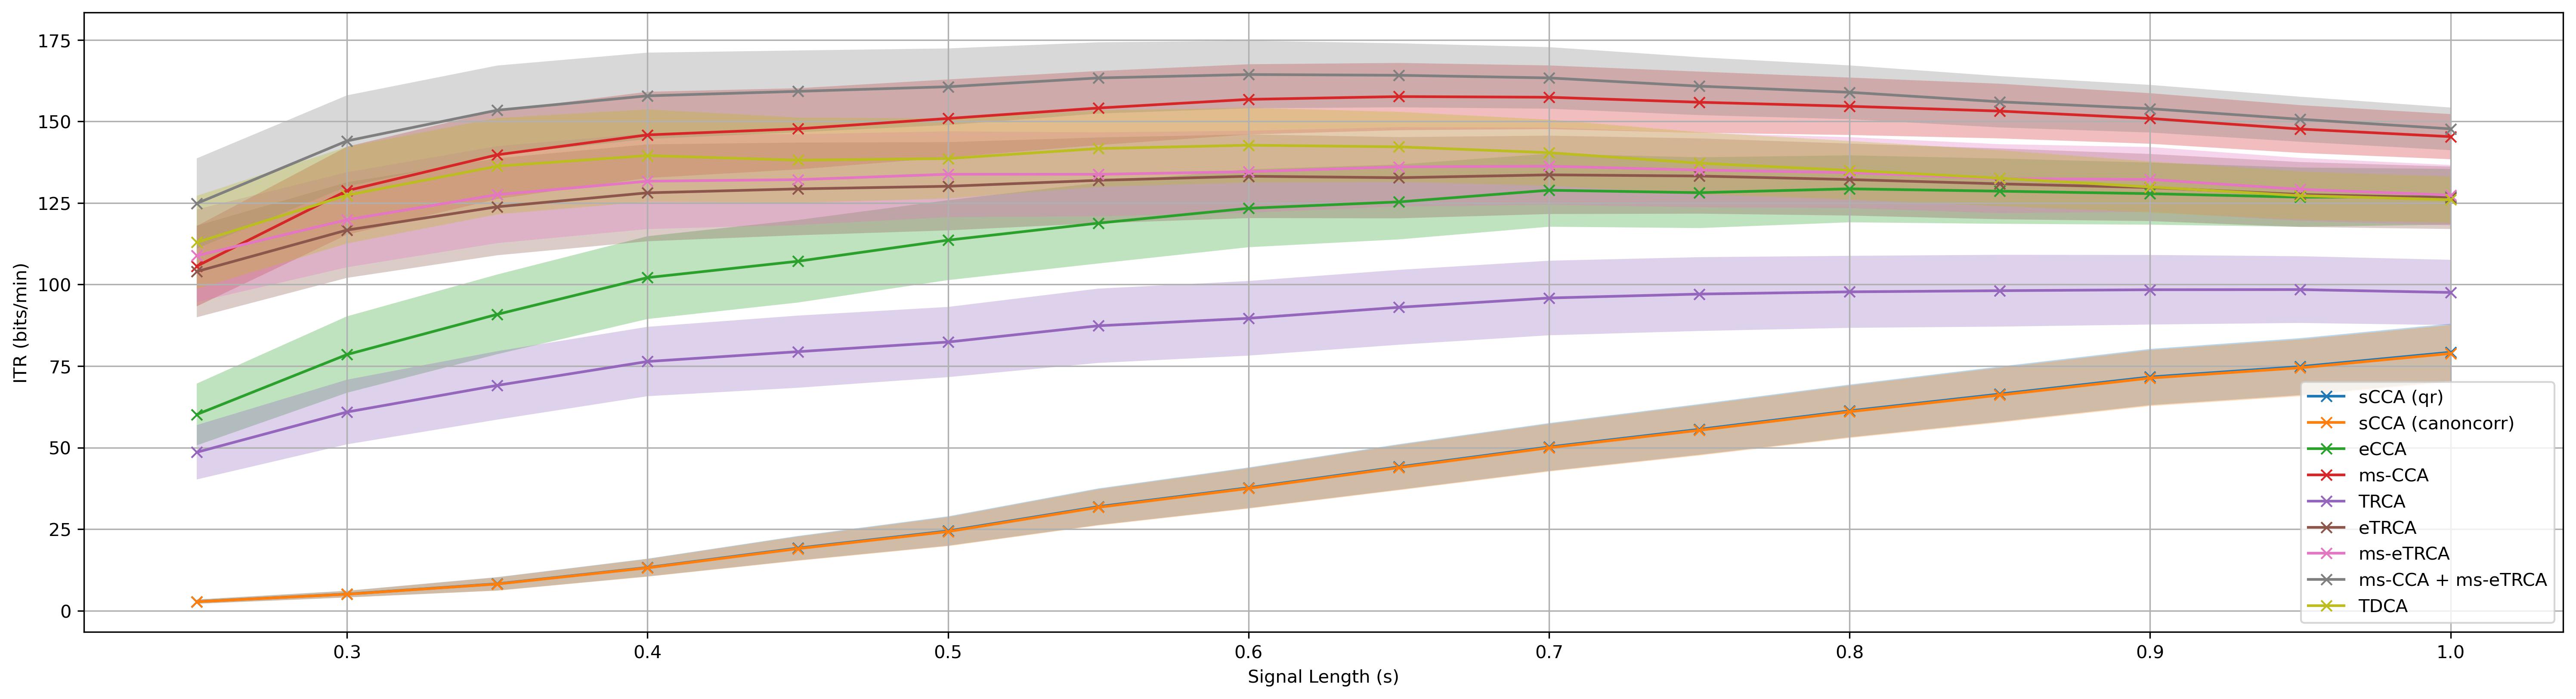 175
150
125
100
75
50
25
0
ITR (bits/min)
0.3 0.4 0.5 0.6 0.7 0.8 0.9 1.0
Signal Length (s)
sCCA (qr)
sCCA (canoncorr)
eCCA
ms-CCA
TRCA
eTRCA
ms-eTRCA
ms-CCA + ms-eTRCA
TDCA